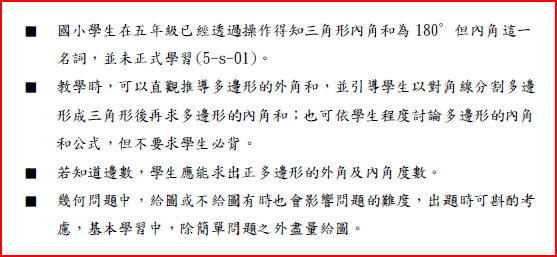 ■ 國小學生在五年級已經透過操作得知三角形內角和為 180° 但內角這一
名詞，並未正式學習(5-s-01)。
■ 教學時，可以直觀推導多邊形的外角和，並引導學生以對角線分割多邊
形成三角形後再求多邊形的內角和；也可依學生程度討論多邊形的內角
和公式，但不要求學生必背。
■ 若知道邊數，學生應能求出正多邊形的外角及內角度數。
■ 幾何問題中，給圖或不給圖有時也會影響問題的難度，出題時可斟酌考
慮，基本學習中，除簡單問題之外盡量給圖。